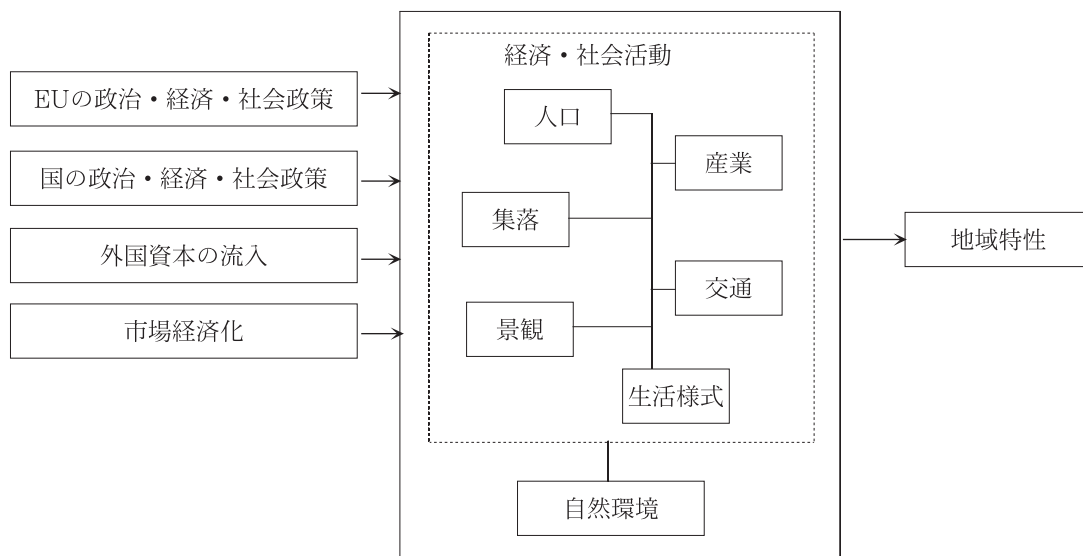 EUの政治・経済・社会政策
国の政治・経済・社会政策
外国資本の流入
市場経済化
経済・社会活動
人口
産業
集落
交通
景観
生活様式
自然環境
地域特性